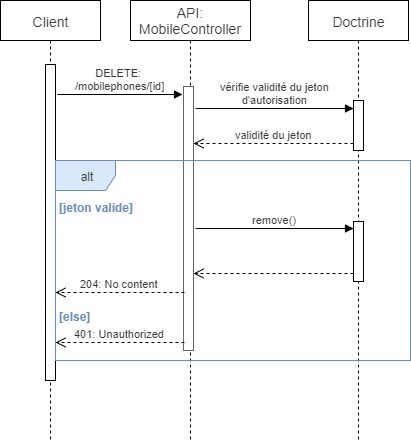 Client
API:
MobileController
Doctrine
DELETE:
/mobilephones/[id]
vérifie validité du jeton
d'autorisation
validité du jeton
alt
[jeton valide]
remove()
204: No content
[else]
401: Unauthorized